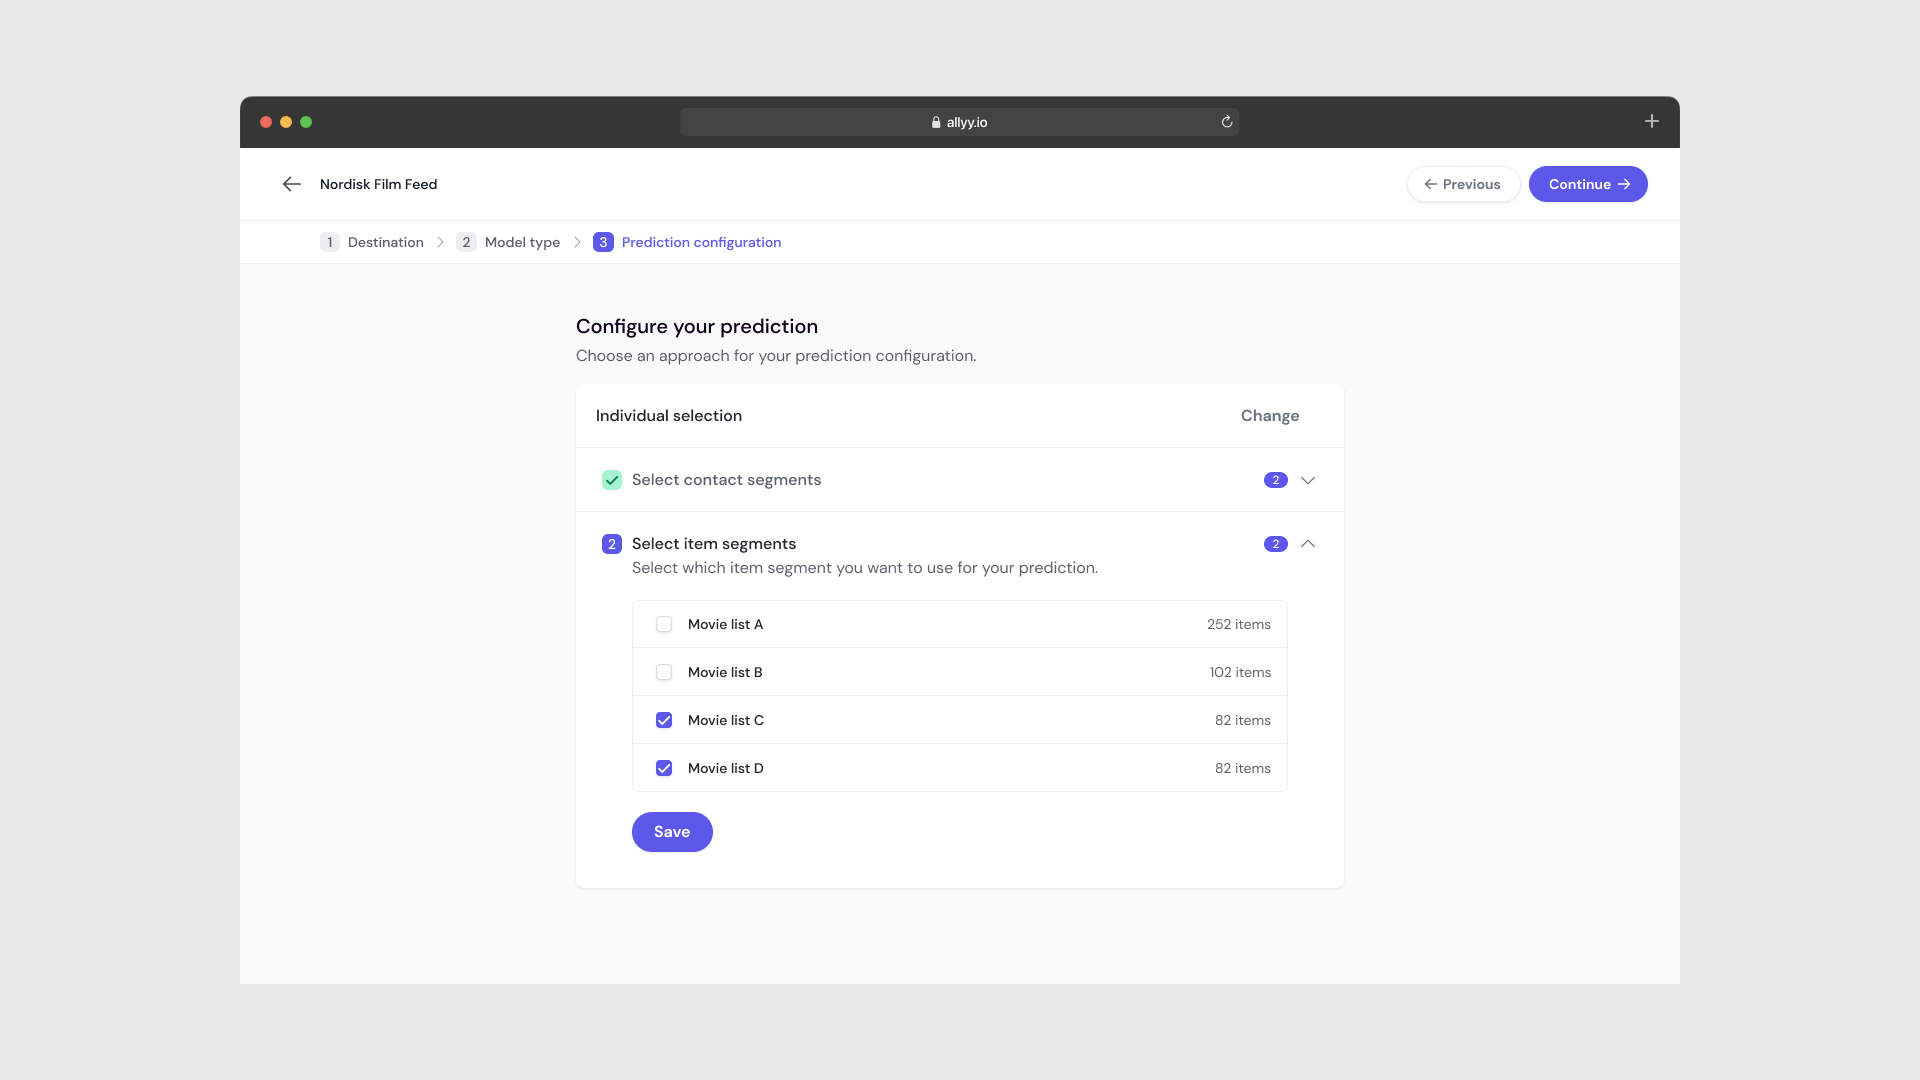 allyy.io
Nordisk Film Feed
Previous
Continue
1 Destination
2 Model type
3 Prediction configuration
Configure your prediction
Choose an approach for your prediction configuration.
Individual selection
Change
Select contact segments
2
2 Select item segments
2
Select which item segment you want to use for your prediction.
Movie list A
252 items
Movie list B
102 items
Movie list C
82 items
Movie list D
82 items
Save